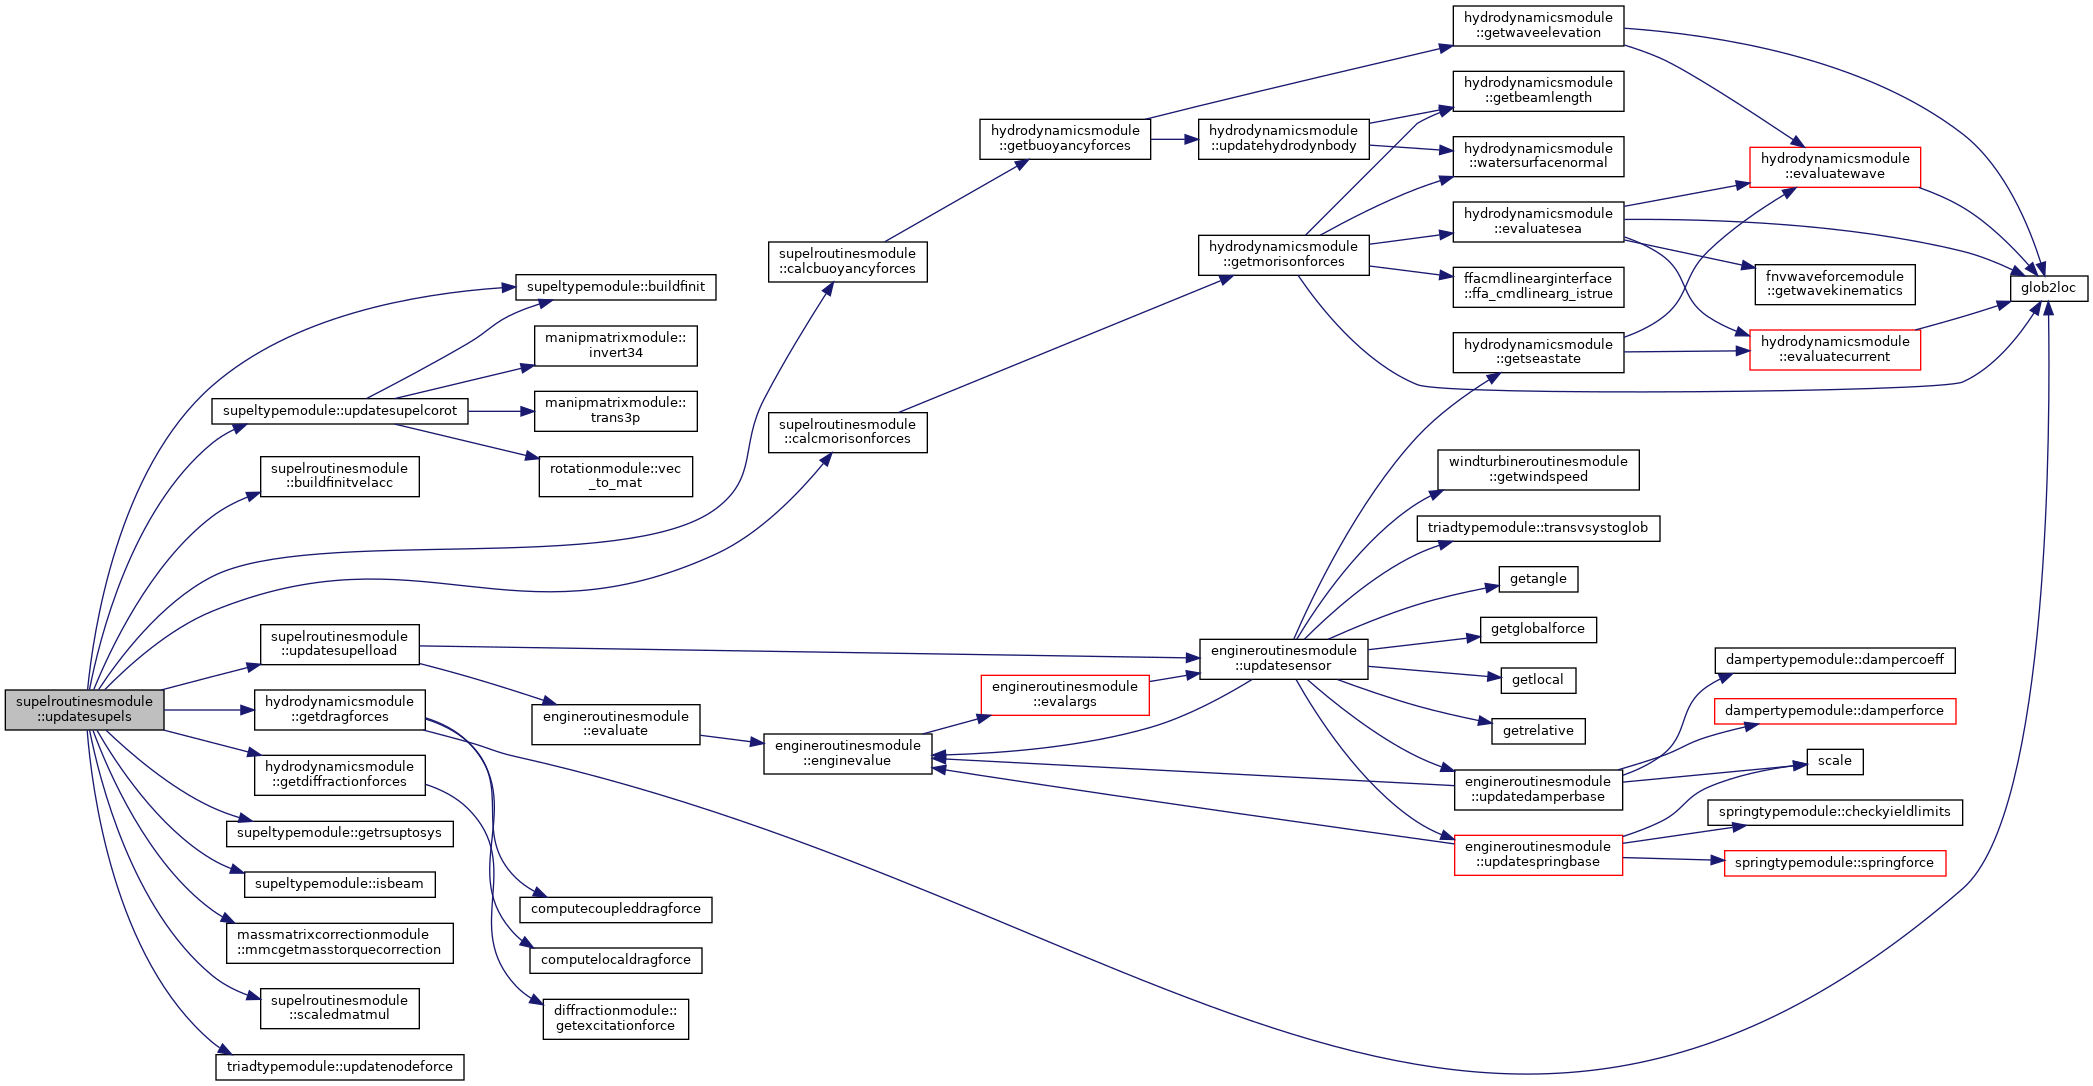 supelroutinesmodule
::updatesupels
supeltypemodule::buildfinit
supeltypemodule::updatesupelcorot
manipmatrixmodule::
invert34
manipmatrixmodule::
trans3p
rotationmodule::vec
_to_mat
supelroutinesmodule
::buildfinitvelacc
supelroutinesmodule
::calcbuoyancyforces
supelroutinesmodule
::calcmorisonforces
hydrodynamicsmodule
::getbuoyancyforces
hydrodynamicsmodule
::updatehydrodynbody
hydrodynamicsmodule
::getmorisonforces
hydrodynamicsmodule
::getwaveelevation
hydrodynamicsmodule
::getbeamlength
hydrodynamicsmodule
::watersurfacenormal
hydrodynamicsmodule
::evaluatesea
ffacmdlinearginterface
::ffa_cmdlinearg_istrue
hydrodynamicsmodule
::getseastate
hydrodynamicsmodule
::evaluatewave
fnvwaveforcemodule
::getwavekinematics
hydrodynamicsmodule
::evaluatecurrent
glob2loc
supelroutinesmodule
::updatesupelload
hydrodynamicsmodule
::getdragforces
hydrodynamicsmodule
::getdiffractionforces
supeltypemodule::getrsuptosys
supeltypemodule::isbeam
massmatrixcorrectionmodule
::mmcgetmasstorquecorrection
supelroutinesmodule
::scaledmatmul
triadtypemodule::updatenodeforce
engineroutinesmodule
::evaluate
computecoupleddragforce
computelocaldragforce
diffractionmodule::
getexcitationforce
engineroutinesmodule
::enginevalue
engineroutinesmodule
::evalargs
engineroutinesmodule
::updatesensor
windturbineroutinesmodule
::getwindspeed
triadtypemodule::transvsystoglob
getangle
getglobalforce
getlocal
getrelative
engineroutinesmodule
::updatedamperbase
engineroutinesmodule
::updatespringbase
dampertypemodule::dampercoeff
dampertypemodule::damperforce
scale
springtypemodule::checkyieldlimits
springtypemodule::springforce